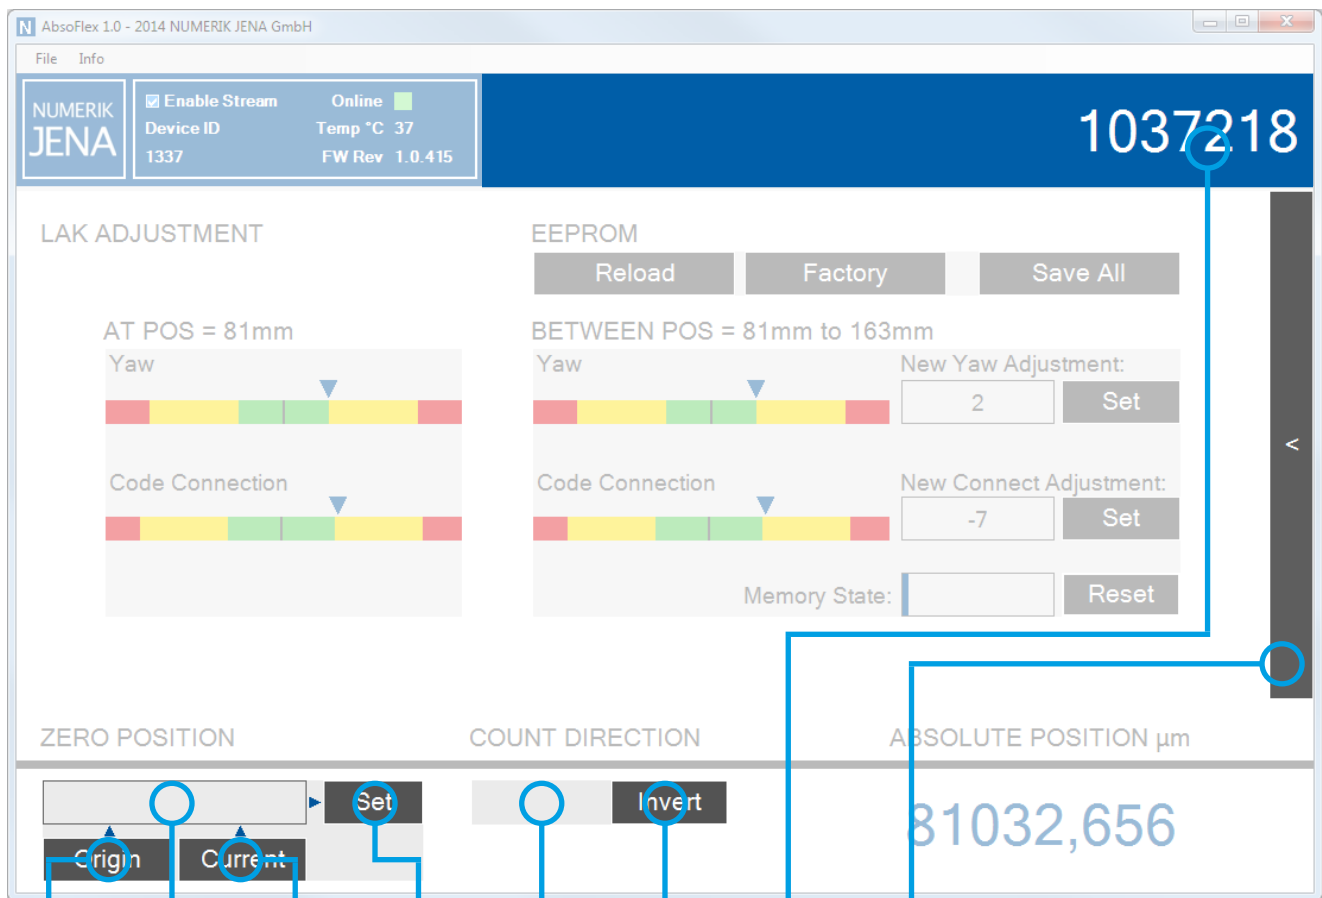 N AbsoFlex 1.0 - 2014 NUMERIK JENA GmbH
File Info
NUMERIK
JENA
Enable Stream Online
Device ID Temp °C 37
1337 FW Rev 1.0.415
1037218
LAK ADJUSTMENT
EEPROM
Reload Factory Save All
AT POS = 81mm
BETWEEN POS = 81mm to 163mm
Yaw
Yaw
New Yaw Adjustment:
2 Set
<
Code Connection
Code Connection
New Connect Adjustment:
-7 Set
Memory State: Reset
ZERO POSITION
COUNT DIRECTION
ABSOLUTE POSITION µm
Set
Invert
81032,656
Origin Current